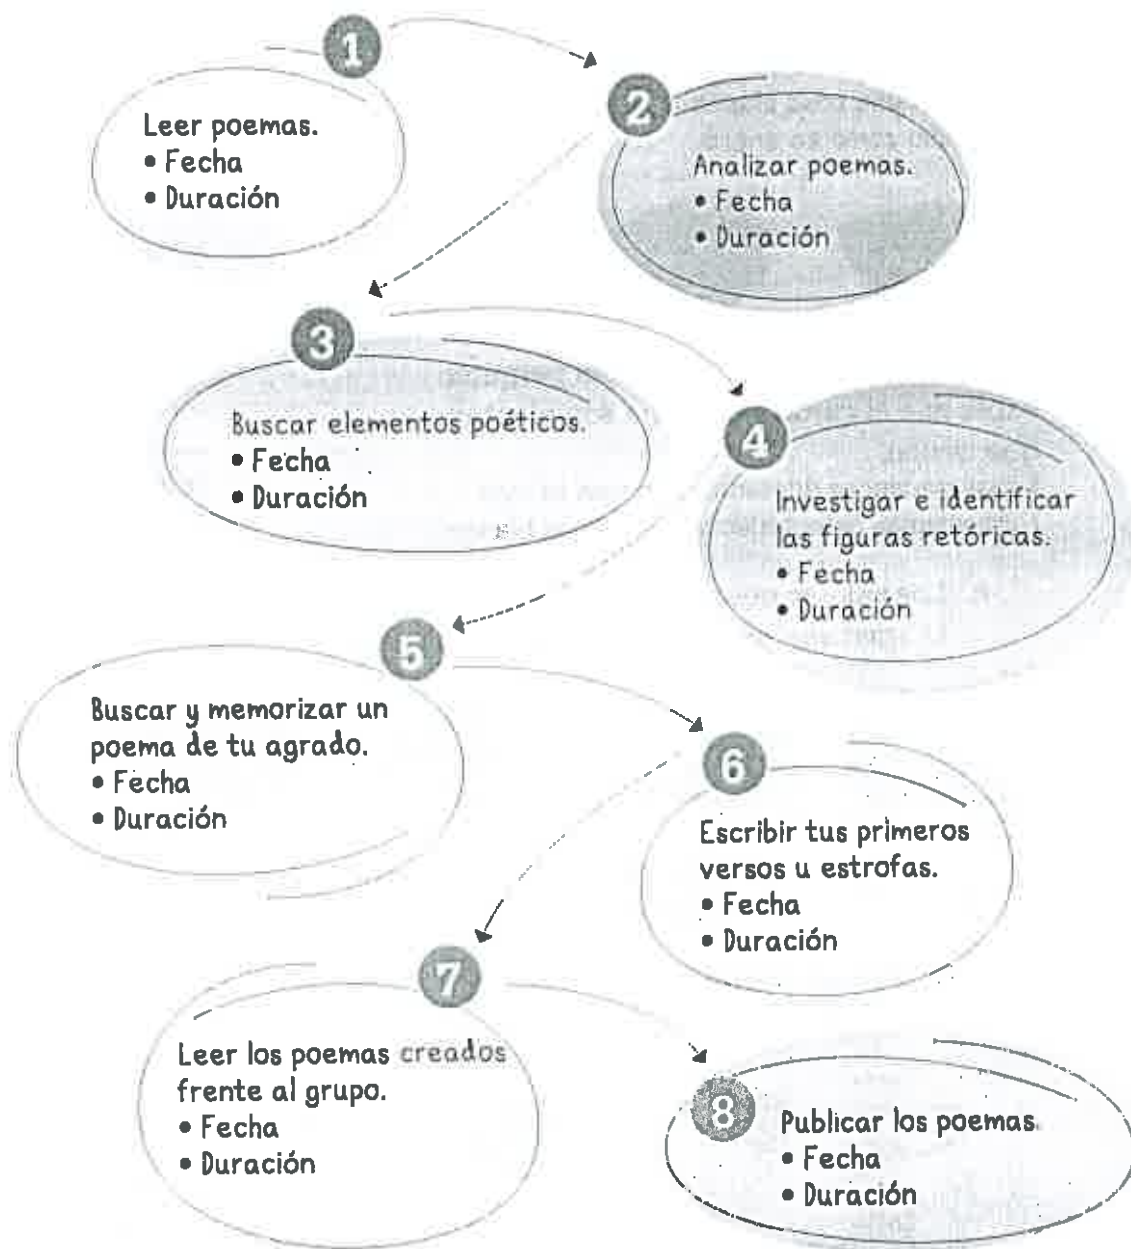 1
Leer poemas.
• Fecha
• Duración
2
Analizar poemas.
• Fecha
• Duración
3
Buscar elementos poéticos.
• Fecha
• Duración
4
Investigar e identificar
las figuras retóricas.
• Fecha
• Duración
5
Buscar y memorizar un
poema de tu agrado.
• Fecha
• Duración
6
Escribir tus primeros
versos u estrofas.
• Fecha
• Duración
7
Leer los poemas creados
frente al grupo.
• Fecha
• Duración
8
Publicar los poemas.
• Fecha
• Duración